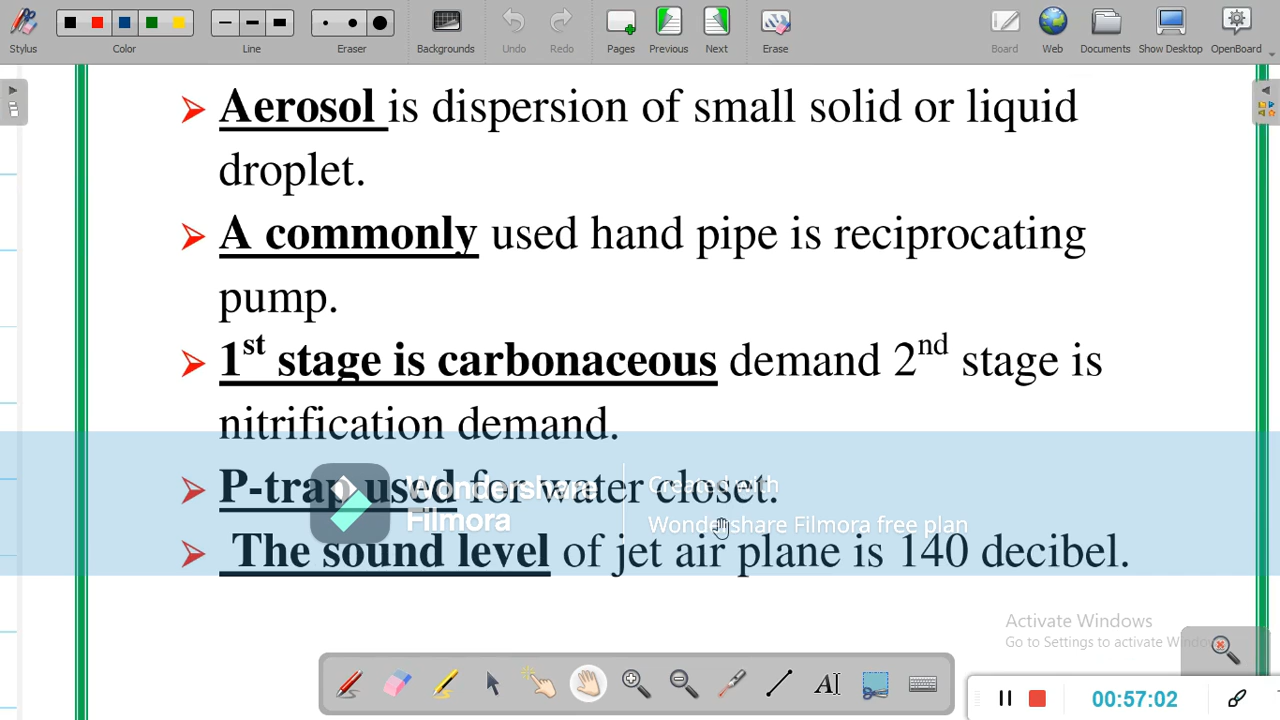 Stylus Color Line Eraser Backgrounds Undo Redo Pages Previous Next Erase Board Web Documents Show Desktop OpenBoard
Aerosol is dispersion of small solid or liquid
droplet.
A commonly used hand pipe is reciprocating
pump.
1st stage is carbonaceous demand 2nd stage is
nitrification demand.
P-trap used for water closet.
Wondershare Filmora
Created with
Wondershare Filmora free plan
The sound level of jet air plane is 140 decibel.
Activate Windows
Go to Settings to activate Windows
00:57:02